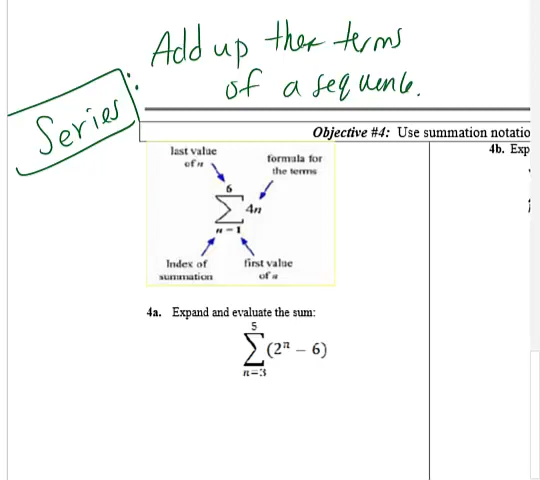 Add up the terms
of a sequence.
Series:
Objective #4: Use summation notatio
4b. Exp
last value
of n
formula for
the terms
6
∑ 4n
n = 1
Index of
summation
first value
of n
4a. Expand and evaluate the sum:
5
∑ (2ⁿ − 6)
n=3